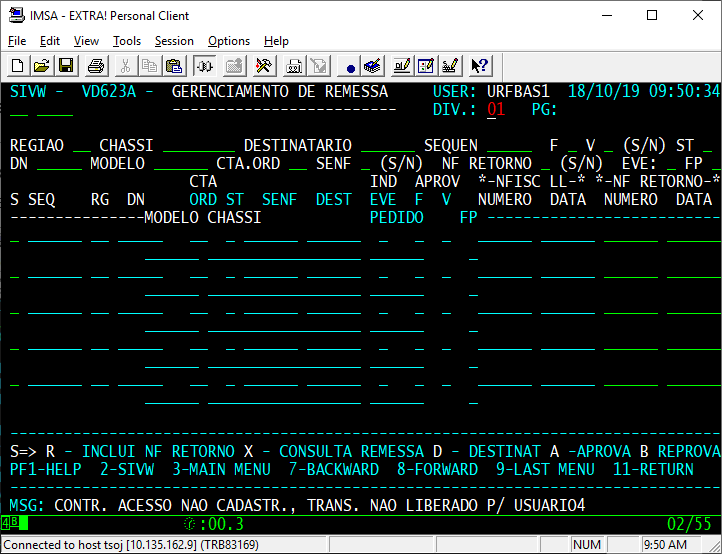 IMSA - EXTRA! Personal Client
File Edit View Tools Session Options Help
SIVW - VD623A - GERENCIAMENTO DE REMESSA USER: URFBAS1 18/10/19 09:50:34
__ ____ ------------------------- DIV.: 01 PG:
REGIAO __ CHASSI __________ DESTINATARIO ______ SEQUEN ______ F _ V _ (S/N) ST _
DN _____ MODELO ______ CTA.ORD __ SENF _ (S/N) NF RETORNO _ (S/N) EVE: _ FP _
CTA IND APROV *-NFISC LL-* *-NF RETORNO-*
S SEQ RG DN ORD ST SENF DEST EVE F V NUMERO DATA NUMERO DATA
---------------MODELO CHASSI PEDIDO FP---------------------------
S=> R - INCLUI NF RETORNO X - CONSULTA REMESSA D - DESTINAT A -APROVA B REPROVA
PF1-HELP 2-SIVW 3-MAIN MENU 7-BACKWARD 8-FORWARD 9-LAST MENU 11-RETURN
MSG: CONTR. ACESSO NAO CADASTR., TRANS. NAO LIBERADO P/ USUARIO4
4B :00.3 02/55
Connected to host tsoj [10.135.162.9] (TRB83169) NUM 9:50 AM